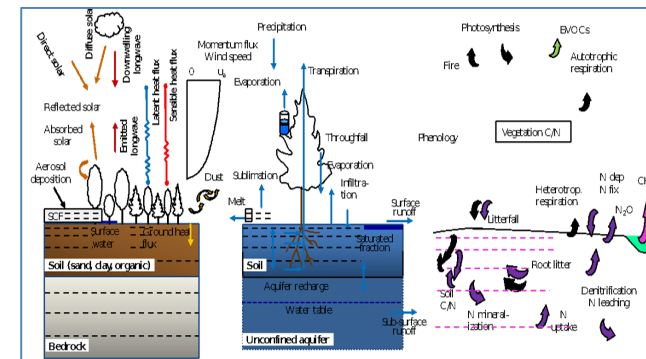 Direct solar
Diffuse solar
Downwelling
longwave
Reflected solar
Absorbed
solar
Emitted
longwave
Latent heat flux
Sensible heat flux
Momentum flux
Wind speed
0
Aerosol
deposition
Dust
SCF
Surface
water
Ground heat
flux
Soil (sand, clay, organic)
Bedrock
Precipitation
Transpiration
Evaporation
Throughfall
Evaporation
Sublimation
Infiltra-
tion
Melt
Surface
runoff
Saturated
fraction
Soil
Aquifer recharge
Water table
Sub-surface
runoff
Unconfined aquifer
Photosynthesis
BVOCs
Fire
Autotrophic
respiration
Phenology
Vegetation C/N
Heterotrop.
respiration
N dep
N fix
N₂O
Litterfall
Root litter
Soil
C/N
Denitrification
N leaching
N mineral-
ization
N
uptake